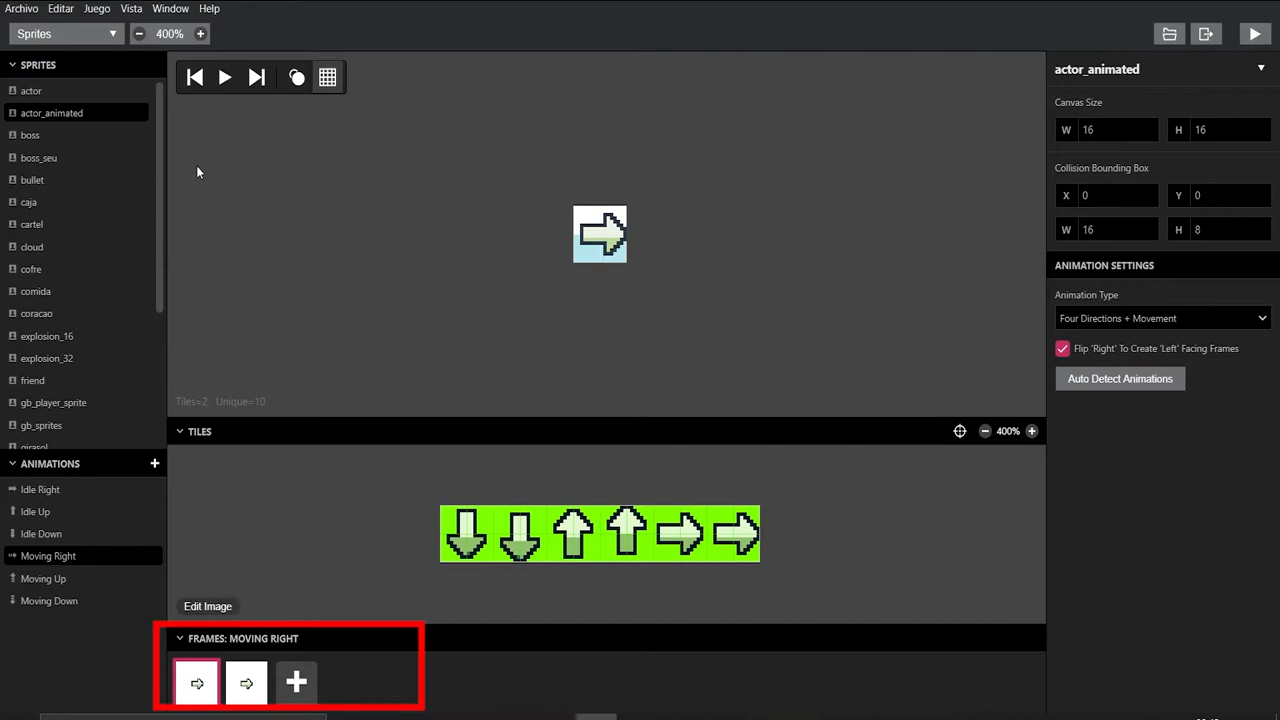 Archivo Editar Juego Vista Window Help
Sprites 400%
SPRITES
actor
actor_animated
boss
boss_seu
bullet
caja
cartel
cloud
cofre
comida
coracao
explosion_16
explosion_32
friend
gb_player_sprite
gb_sprites
girasol
ANIMATIONS
Idle Right
Idle Up
Idle Down
Moving Right
Moving Up
Moving Down
Tiles=2 Unique=10
TILES 400%
Edit Image
FRAMES: MOVING RIGHT
actor_animated
Canvas Size
W 16 H 16
Collision Bounding Box
X 0 Y 0
W 16 H 8
ANIMATION SETTINGS
Animation Type
Four Directions + Movement
Flip 'Right' To Create 'Left' Facing Frames
Auto Detect Animations